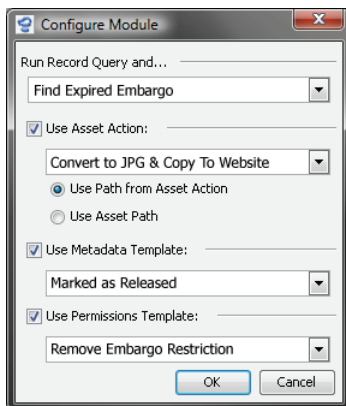 Configure Module
Run Record Query and...
Find Expired Embargo
Use Asset Action:
Convert to JPG & Copy To Website
Use Path from Asset Action
Use Asset Path
Use Metadata Template:
Marked as Released
Use Permissions Template:
Remove Embargo Restriction
OK Cancel